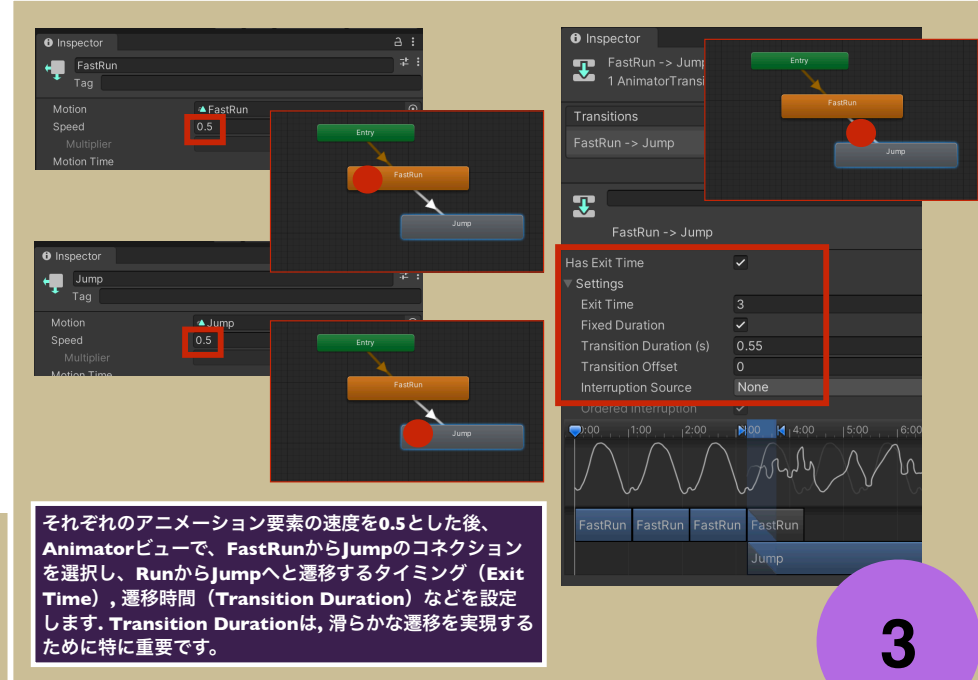 Inspector
FastRun
Tag
Motion
FastRun
Speed
0.5
Multiplier
Motion Time
Entry
FastRun
Jump
Inspector
Jump
Tag
Motion
Jump
Speed
0.5
Multiplier
Motion Time
Entry
FastRun
Jump
それぞれのアニメーション要素の速度を0.5とした後、
Animatorビューで、FastRunからJumpのコネクション
を選択し、RunからJumpへと遷移するタイミング（Exit
Time）, 遷移時間（Transition Duration）などを設定
します. Transition Durationは, 滑らかな遷移を実現する
ために特に重要です。
Inspector
FastRun -> Jump
1 AnimatorTransi
Transitions
FastRun -> Jump
Entry
FastRun
Jump
FastRun -> Jump
Has Exit Time
Settings
Exit Time 3
Fixed Duration
Transition Duration (s) 0.55
Transition Offset 0
Interruption Source None
Ordered Interruption
0:00 1:00 2:00 3:00 4:00 5:00 6:00
FastRun FastRun FastRun FastRun
Jump
3